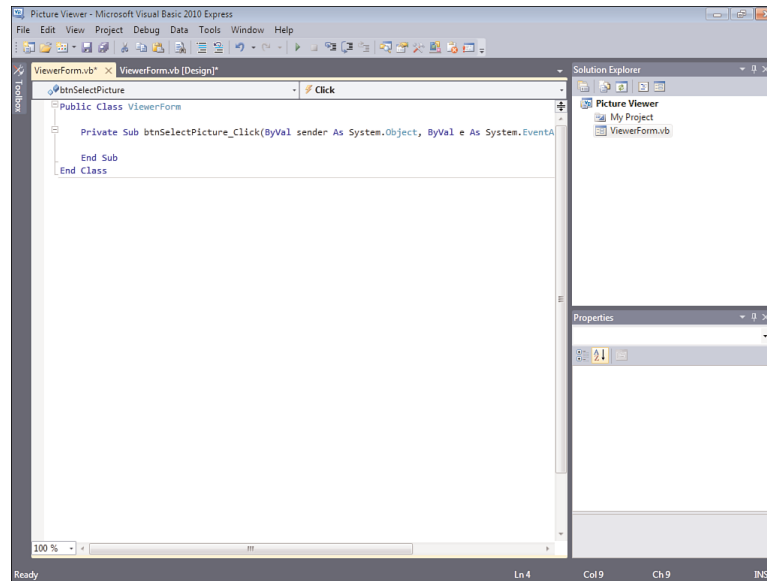 Picture Viewer - Microsoft Visual Basic 2010 Express
File Edit View Project Debug Data Tools Window Help
ViewerForm.vb* ViewerForm.vb [Design]*
Toolbox
btnSelectPicture Click
Public Class ViewerForm
Private Sub btnSelectPicture_Click(ByVal sender As System.Object, ByVal e As System.EventA
End Sub
End Class
100 %
Solution Explorer
Picture Viewer
My Project
ViewerForm.vb
Properties
Ready Ln 4 Col 9 Ch 9 INS